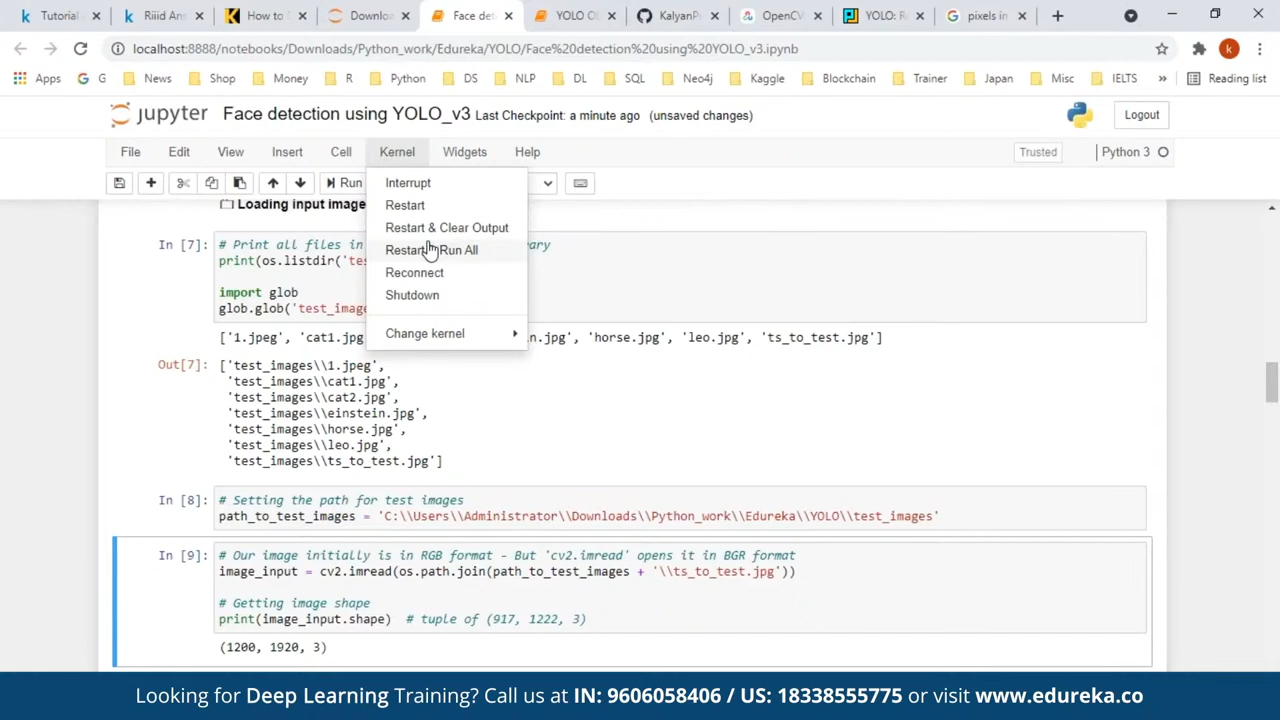 Tutorial
Riiid Ans
How to D
Downloa
Face det
YOLO O
KalyanP
OpenCV
YOLO: R
pixels in
localhost:8888/notebooks/Downloads/Python_work/Edureka/YOLO/Face%20detection%20using%20YOLO_v3.ipynb
Apps G News Shop Money R Python DS NLP DL SQL Neo4j Kaggle Blockchain Trainer Japan Misc IELTS » Reading list
jupyter Face detection using YOLO_v3 Last Checkpoint: a minute ago (unsaved changes) Logout
File Edit View Insert Cell Kernel Widgets Help Trusted Python 3
Run
Interrupt
Restart
Restart & Clear Output
Restart Run All
Reconnect
Shutdown
Change kernel
Loading input image
In [7]: # Print all files in ary
print(os.listdir('tes
import glob
glob.glob('test_image
['1.jpeg', 'cat1.jpg in.jpg', 'horse.jpg', 'leo.jpg', 'ts_to_test.jpg']
Out[7]: ['test_images\\1.jpeg',
'test_images\\cat1.jpg',
'test_images\\cat2.jpg',
'test_images\\einstein.jpg',
'test_images\\horse.jpg',
'test_images\\leo.jpg',
'test_images\\ts_to_test.jpg']
In [8]: # Setting the path for test images
path_to_test_images = 'C:\\Users\\Administrator\\Downloads\\Python_work\\Edureka\\YOLO\\test_images'
In [9]: # Our image initially is in RGB format - But 'cv2.imread' opens it in BGR format
image_input = cv2.imread(os.path.join(path_to_test_images + '\\ts_to_test.jpg'))
# Getting image shape
print(image_input.shape) # tuple of (917, 1222, 3)
(1200, 1920, 3)
Looking for Deep Learning Training? Call us at IN: 9606058406 / US: 18338555775 or visit www.edureka.co